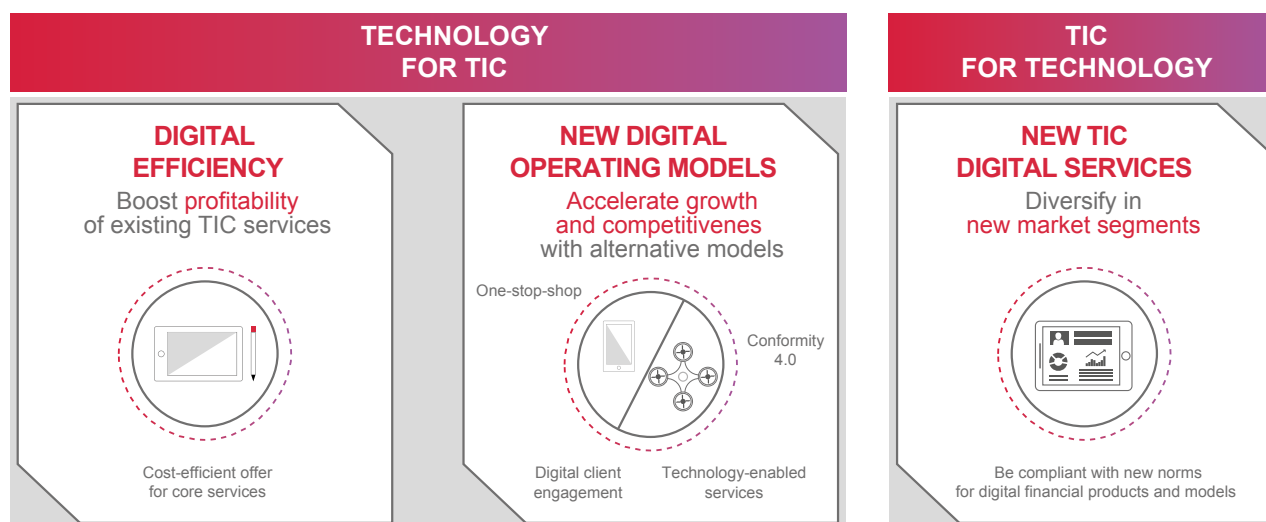 TECHNOLOGY
FOR TIC
DIGITAL
EFFICIENCY
Boost profitability
of existing TIC services
Cost-efficient offer
for core services
NEW DIGITAL
OPERATING MODELS
Accelerate growth
and competitivenes
with alternative models
One-stop-shop
Conformity
4.0
Digital client
engagement
Technology-enabled
services
TIC
FOR TECHNOLOGY
NEW TIC
DIGITAL SERVICES
Diversify in
new market segments
Be compliant with new norms
for digital financial products and models